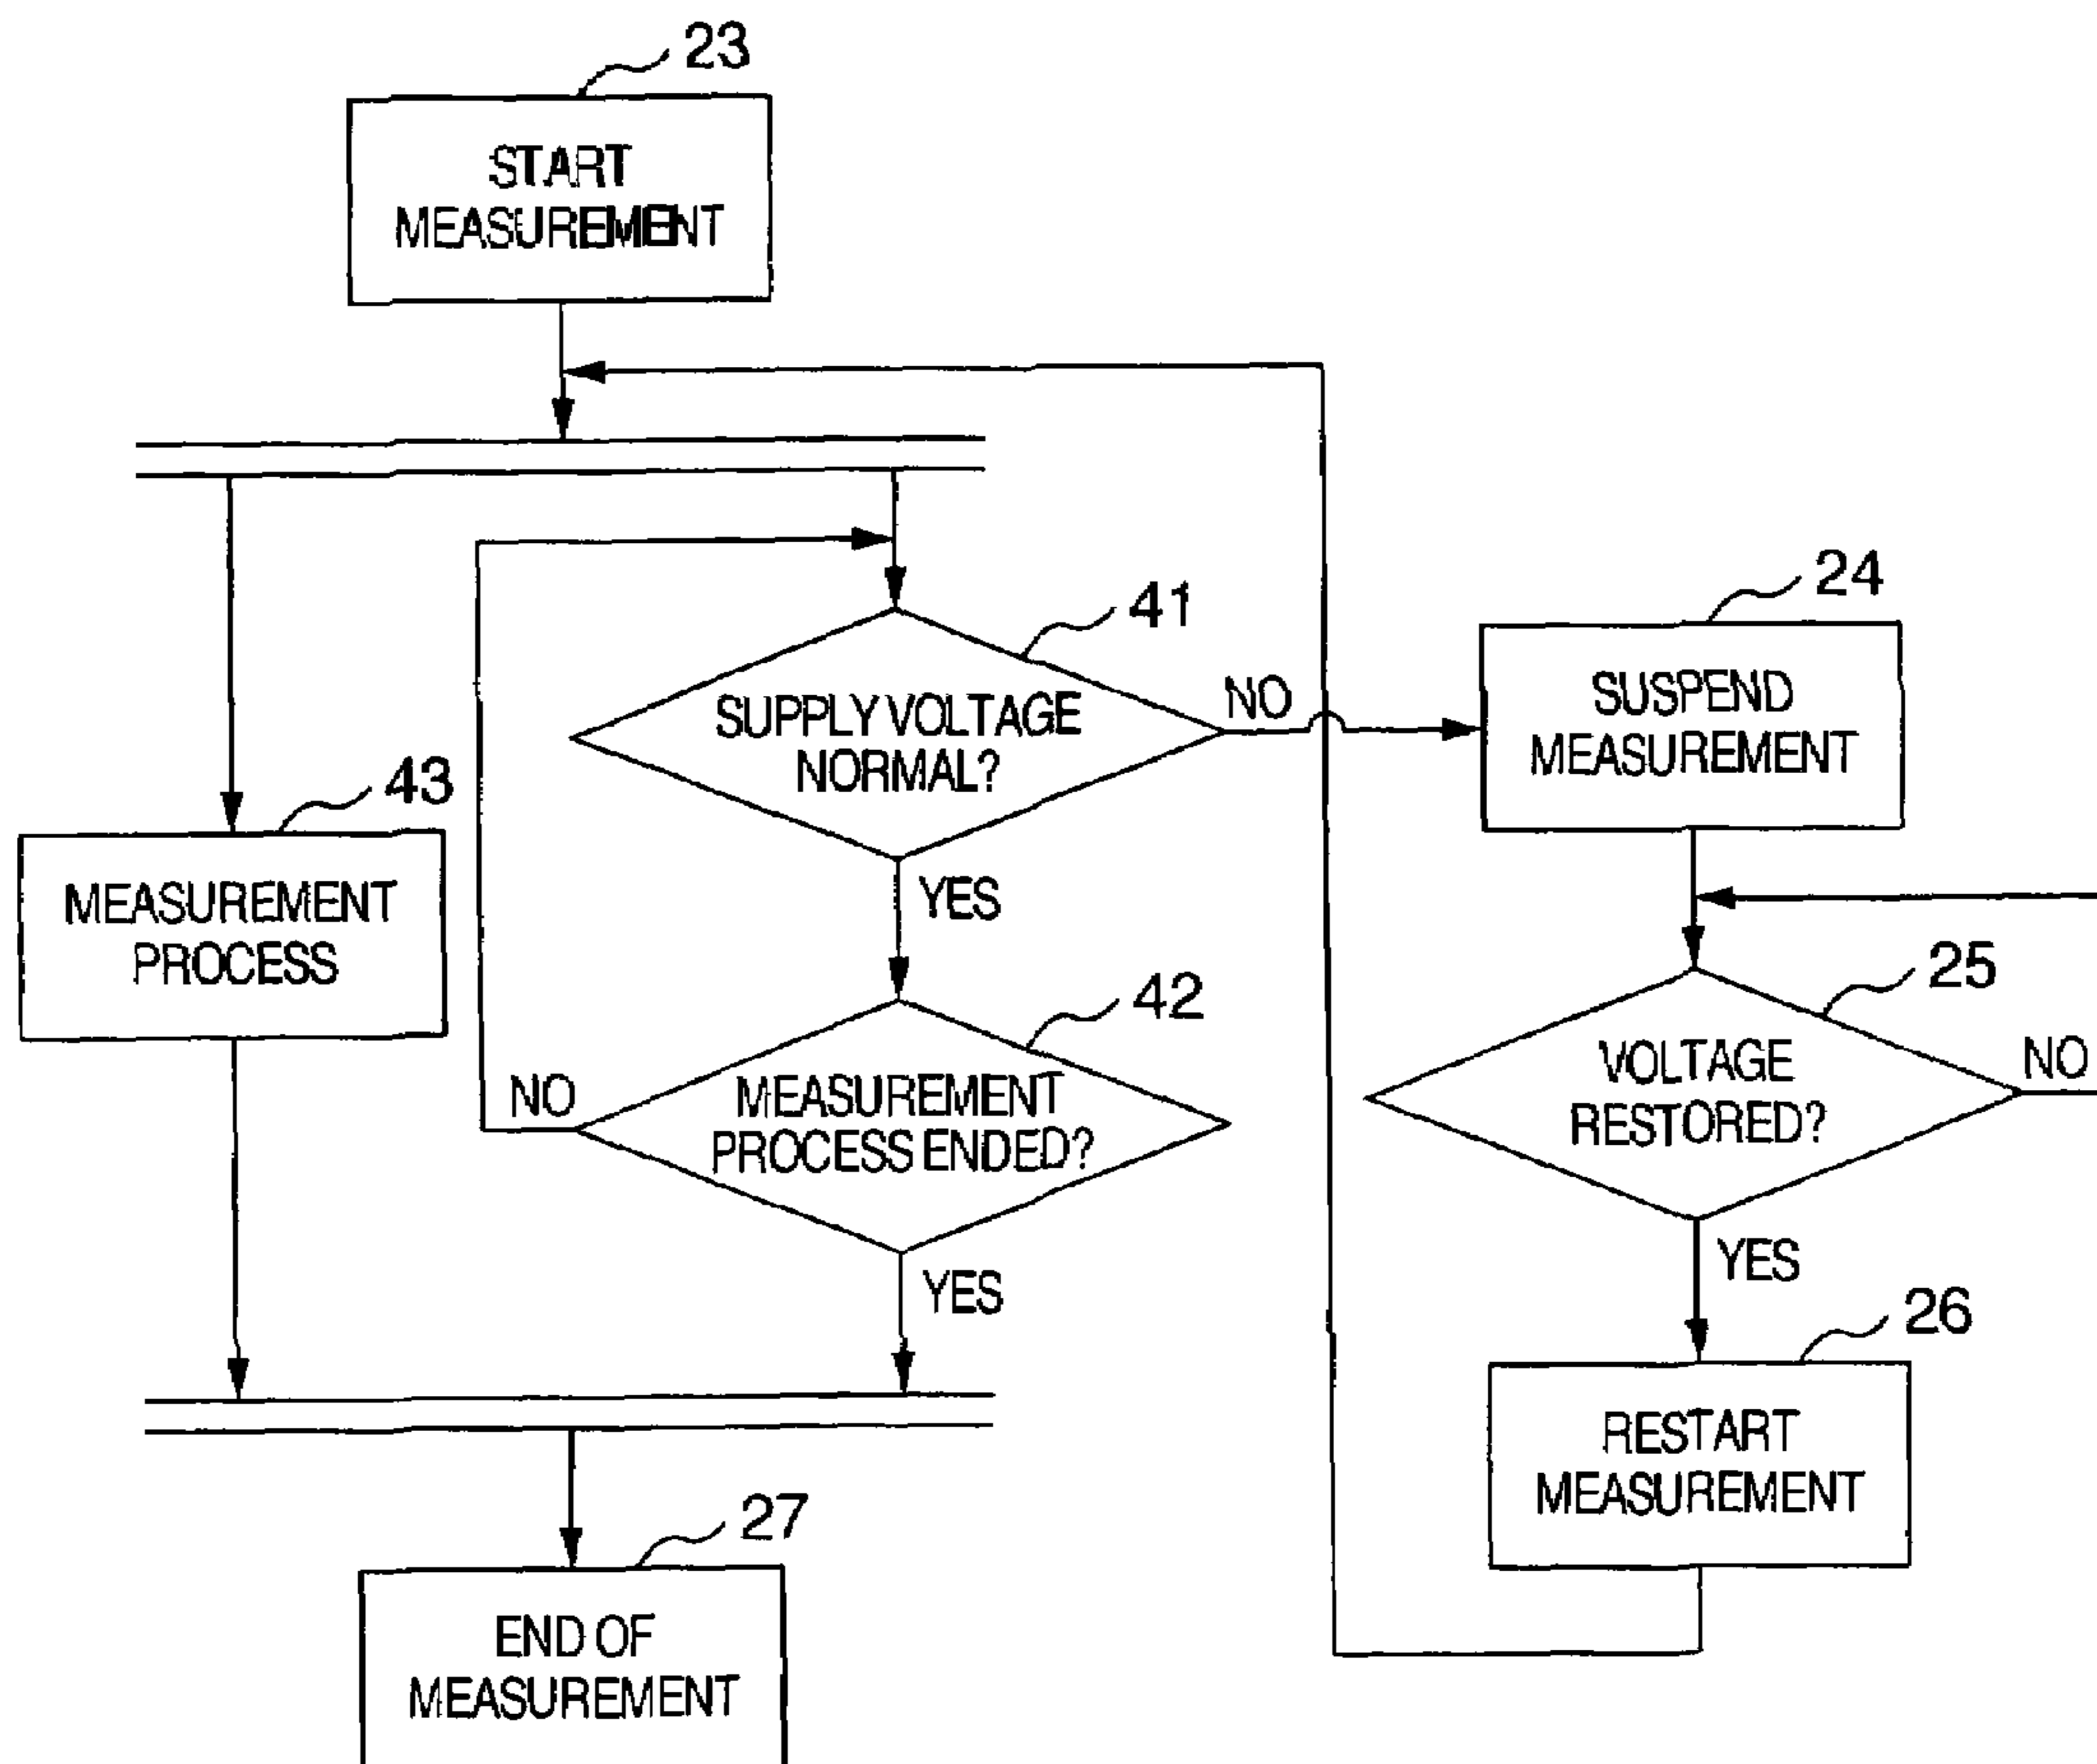 23
START
MEASUREMENT
41
SUPPLY VOLTAGE
NORMAL?
NO
YES
24
SUSPEND
MEASUREMENT
43
MEASUREMENT
PROCESS
42
MEASUREMENT
PROCESS ENDED?
NO
YES
25
VOLTAGE
RESTORED?
NO
YES
26
RESTART
MEASUREMENT
27
END OF
MEASUREMENT